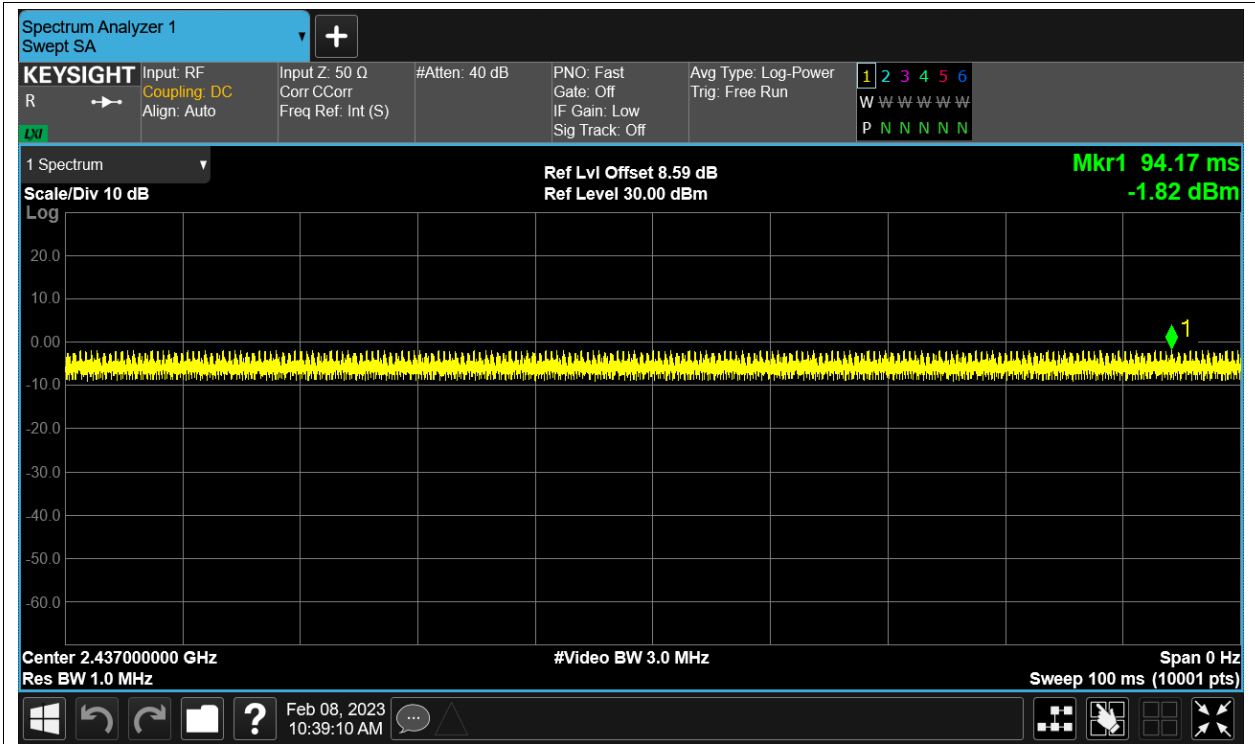 Spectrum Analyzer 1
Swept SA
+
KEYSIGHT Input: RF Input Z: 50 Ω #Atten: 40 dB PNO: Fast Avg Type: Log-Power 1 2 3 4 5 6
R Coupling: DC Corr CCorr Gate: Off Trig: Free Run W W W W W W
Align: Auto Freq Ref: Int (S) IF Gain: Low P N N N N N
LXI Sig Track: Off
1 Spectrum Ref Lvl Offset 8.59 dB Mkr1 94.17 ms
Scale/Div 10 dB Ref Level 30.00 dBm -1.82 dBm
Log
20.0
10.0
1
0.00
-10.0
-20.0
-30.0
-40.0
-50.0
-60.0
Center 2.437000000 GHz #Video BW 3.0 MHz Span 0 Hz
Res BW 1.0 MHz Sweep 100 ms (10001 pts)
? Feb 08, 2023
10:39:10 AM